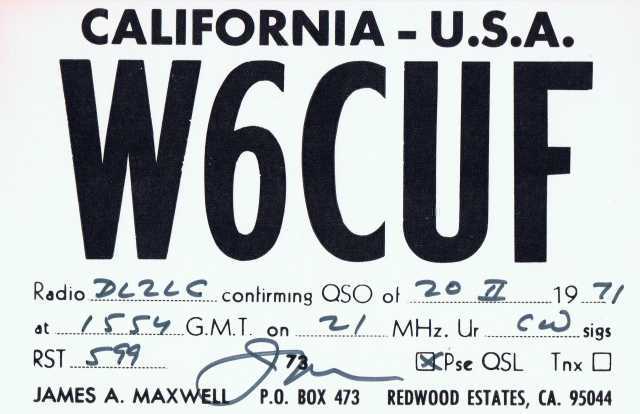 CALIFORNIA - U.S.A.
W6CUF
Radio DL2LC confirming QSO of 20 II 1971
at 1554 G.M.T. on 21 MHz. Ur CW sigs
RST 599 73 Pse QSL Tnx
JAMES A. MAXWELL P.O. BOX 473 REDWOOD ESTATES, CA. 95044